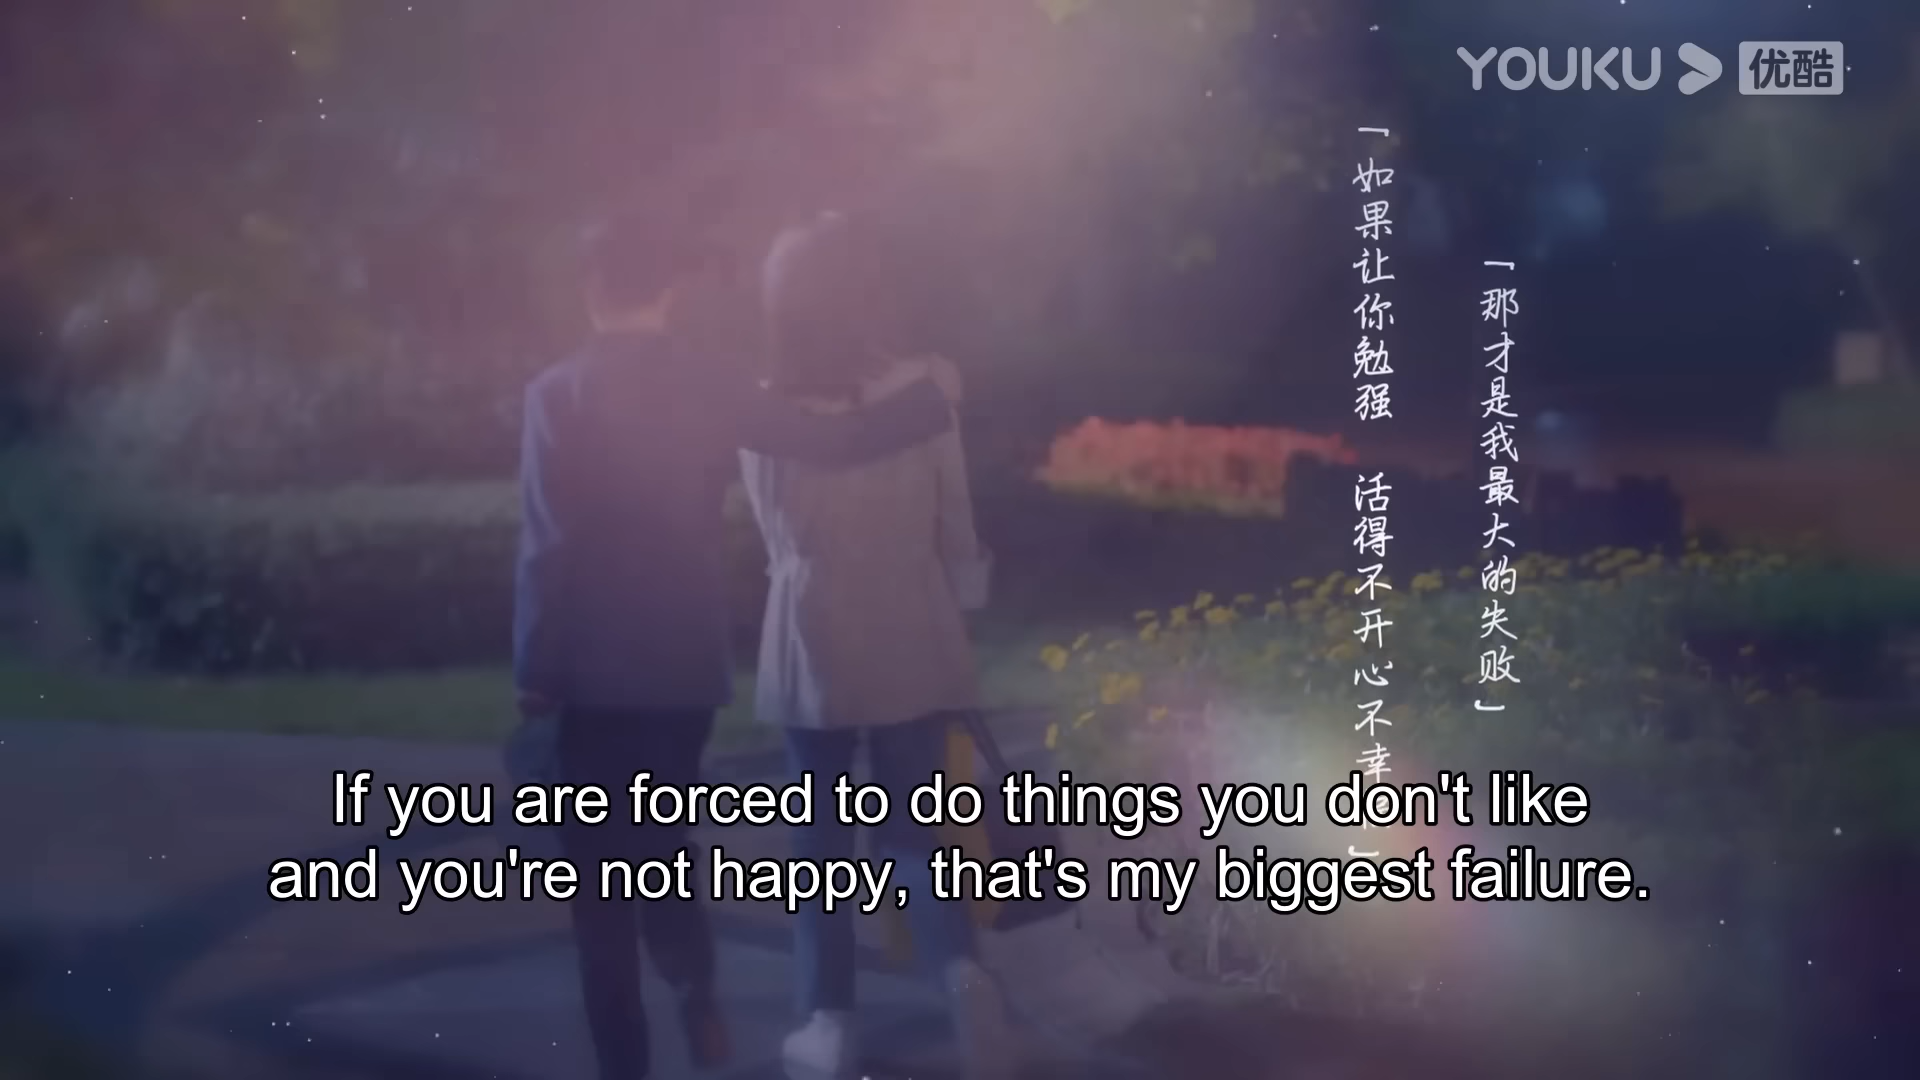 YOUKU 优酷
「如果让你勉强 活得不开心不幸
「那才是我最大的失败」
If you are forced to do things you don't like
and you're not happy, that's my biggest failure.